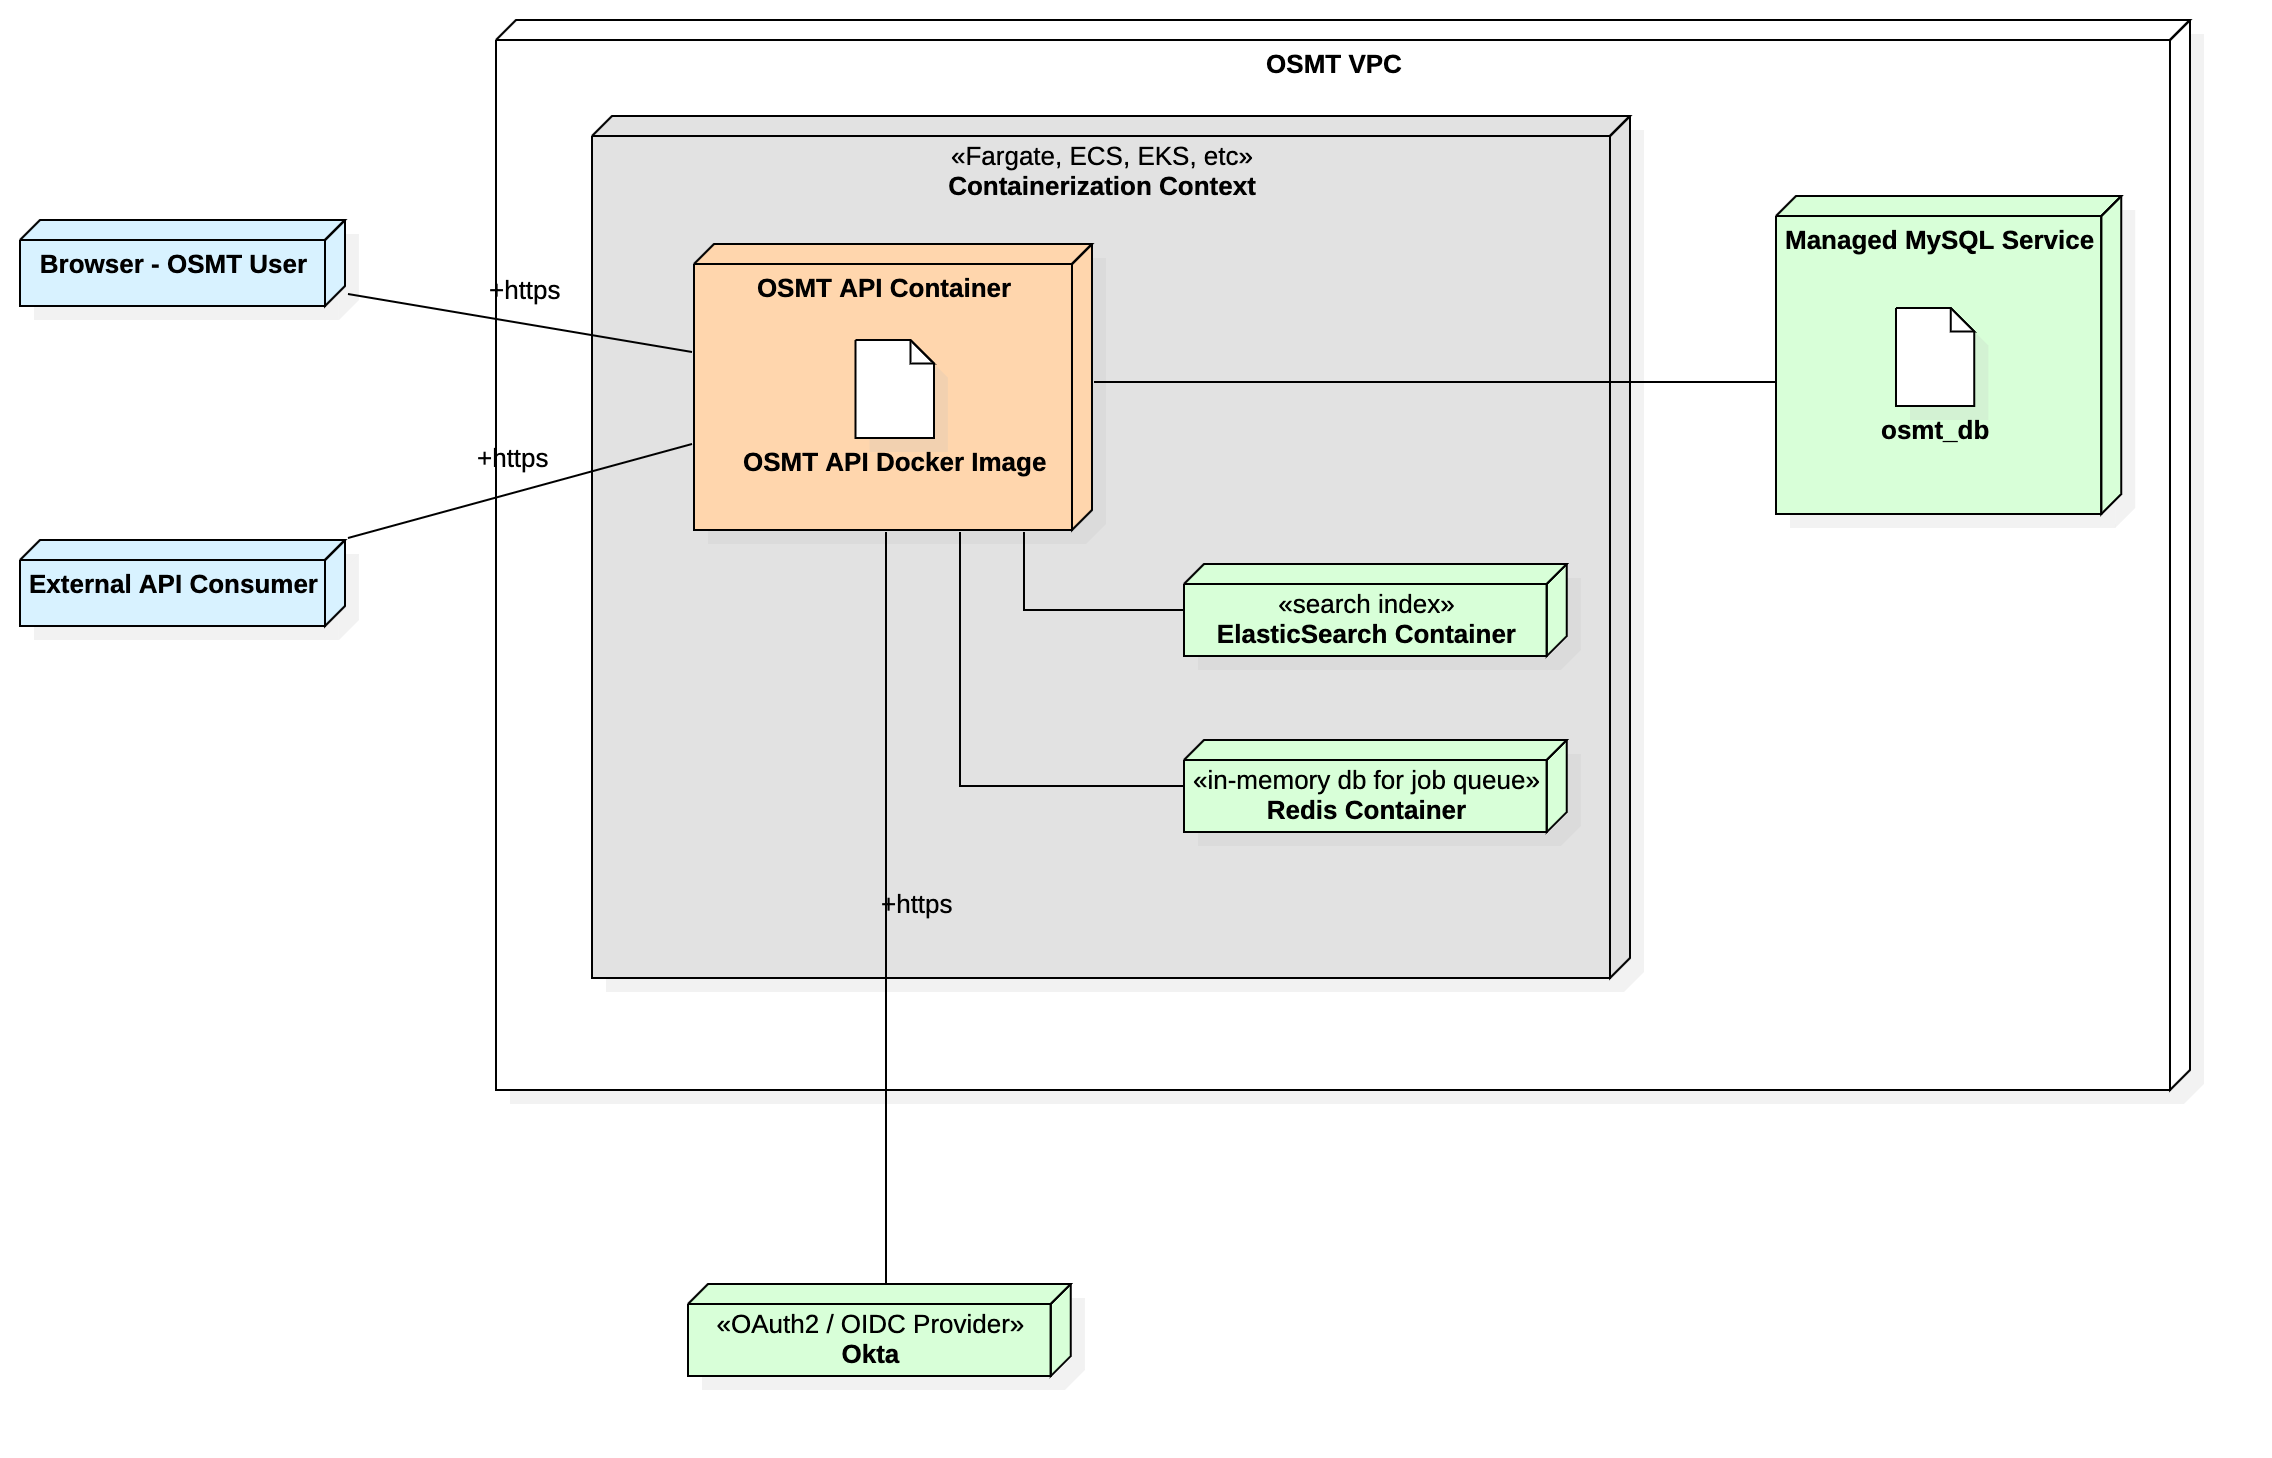 OSMT VPC
«Fargate, ECS, EKS, etc»
Containerization Context
Browser - OSMT User
+https
OSMT API Container
OSMT API Docker Image
Managed MySQL Service
osmt_db
+https
External API Consumer
«search index»
ElasticSearch Container
«in-memory db for job queue»
Redis Container
+https
«OAuth2 / OIDC Provider»
Okta